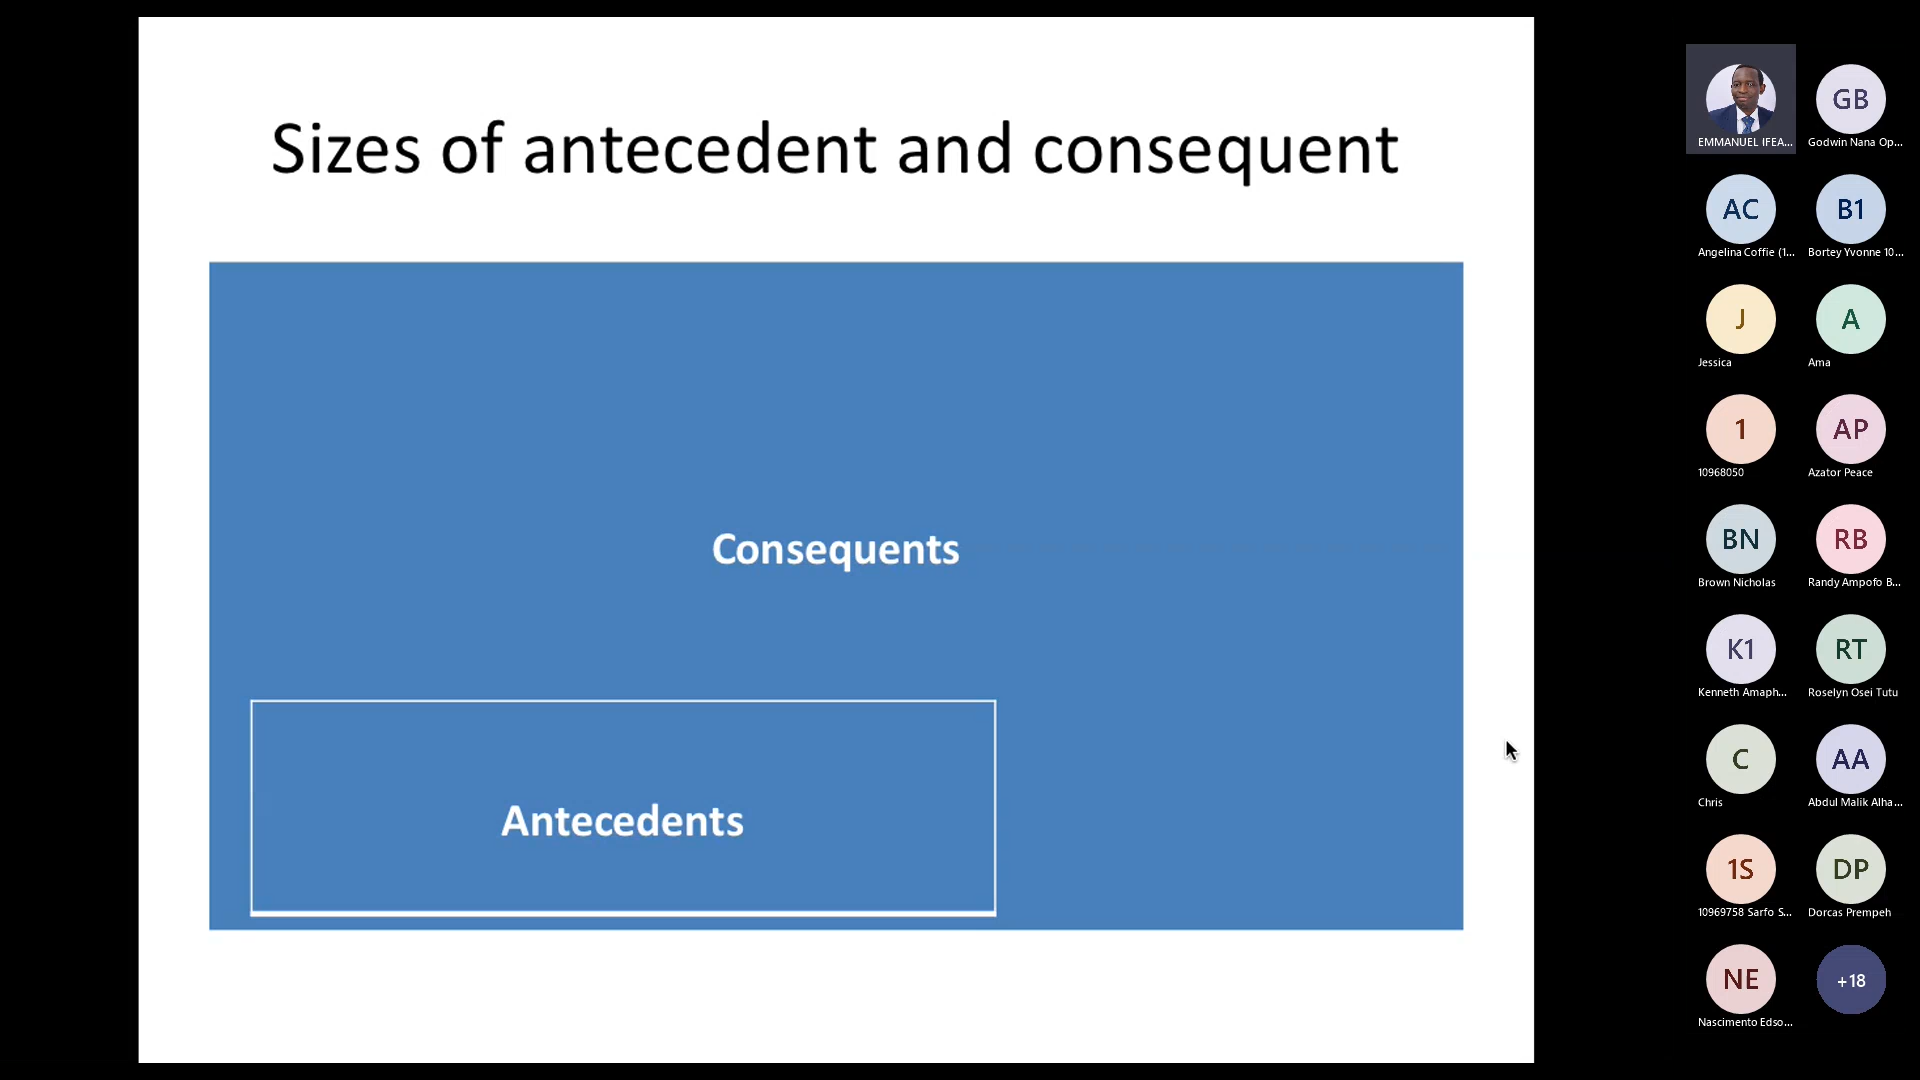 Sizes of antecedent and consequent
Consequents
Antecedents
EMMANUEL IFEA...
GB
Godwin Nana Op...
AC
Angelina Coffie (1...
B1
Bortey Yvonne 10...
J
Jessica
A
Ama
1
10968050
AP
Azator Peace
BN
Brown Nicholas
RB
Randy Ampofo B...
K1
Kenneth Amaph...
RT
Roselyn Osei Tutu
C
Chris
AA
Abdul Malik Alha...
1S
10969758 Sarfo S...
DP
Dorcas Prempeh
NE
Nascimento Edso...
+18